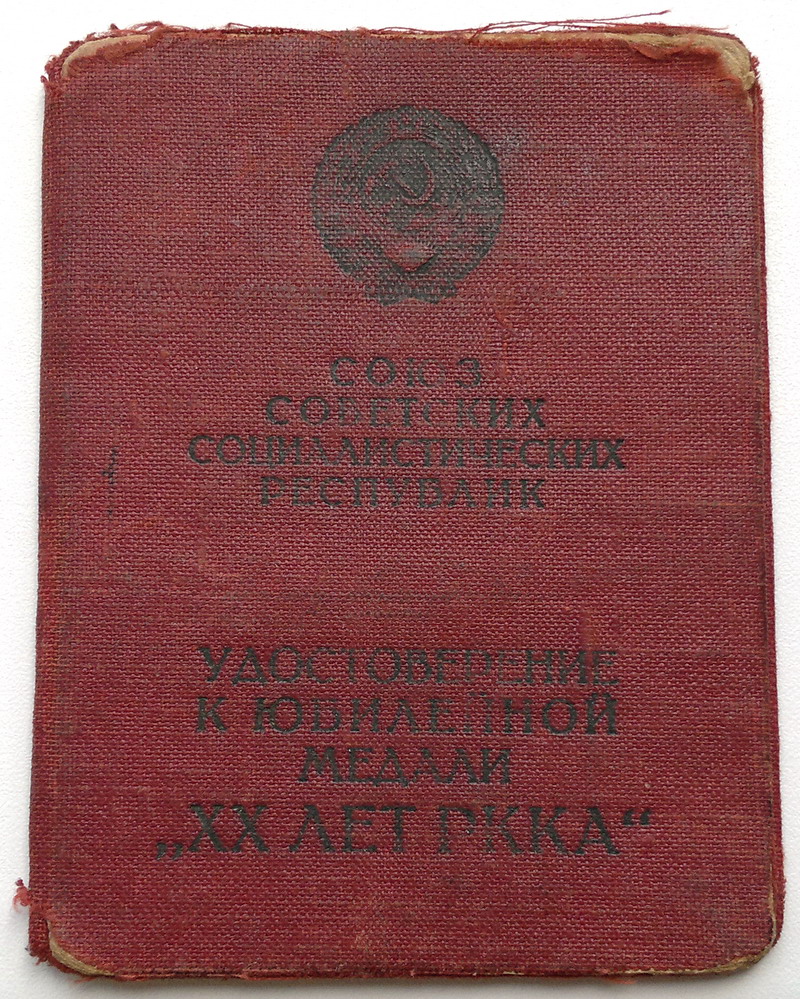 СОЮЗ
СОВЕТСКИХ
СОЦИАЛИСТИЧЕСКИХ
РЕСПУБЛИК
УДОСТОВЕРЕНИЕ
К ЮБИЛЕЙНОЙ
МЕДАЛИ
„XX ЛЕТ РККА“